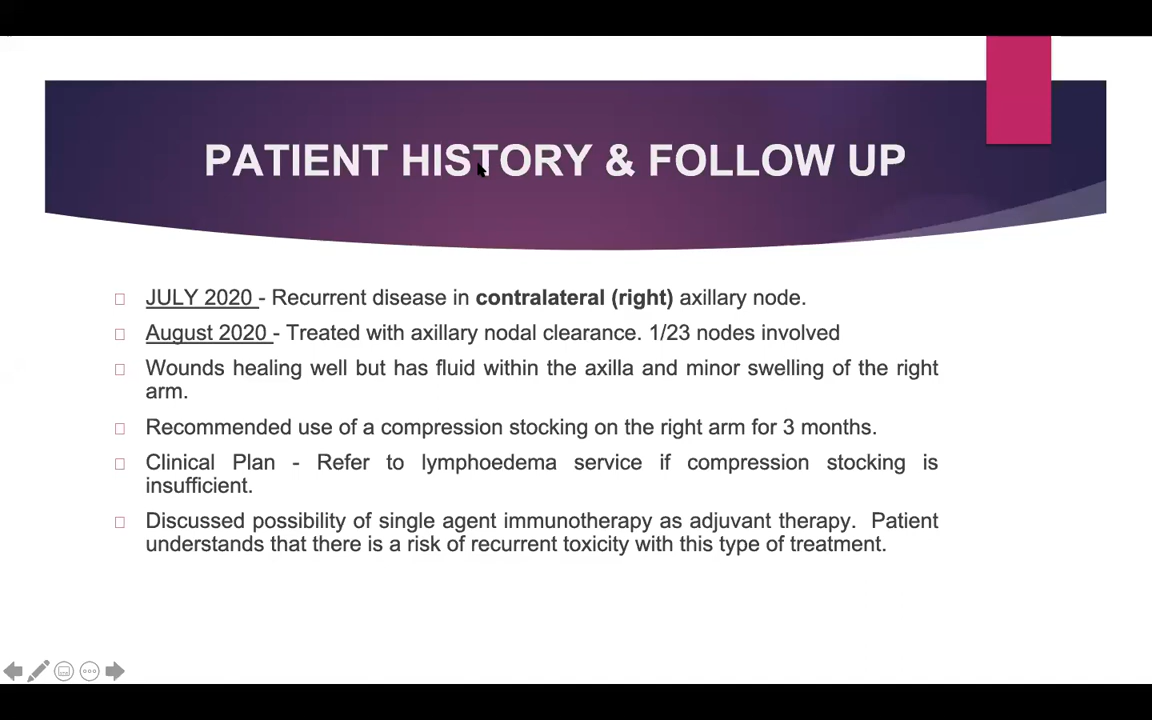 PATIENT HISTORY & FOLLOW UP
JULY 2020 - Recurrent disease in contralateral (right) axillary node.
August 2020 - Treated with axillary nodal clearance. 1/23 nodes involved
Wounds healing well but has fluid within the axilla and minor swelling of the right
arm.
Recommended use of a compression stocking on the right arm for 3 months.
Clinical Plan - Refer to lymphoedema service if compression stocking is
insufficient.
Discussed possibility of single agent immunotherapy as adjuvant therapy. Patient
understands that there is a risk of recurrent toxicity with this type of treatment.